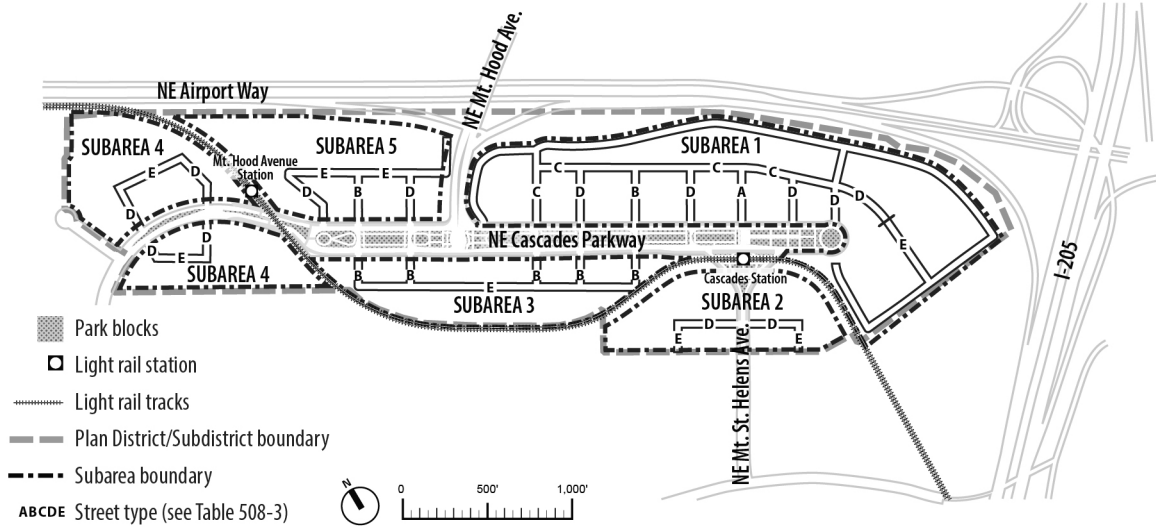 NE Mt. Hood Ave.
NE Airport Way
SUBAREA 4
SUBAREA 5
SUBAREA 1
Mt. Hood Avenue
Station
E
D
D
D
E
E
B
D
C
C
C
D
B
D
A
D
D
D
E
NE Cascades Parkway
I-205
D
D
E
SUBAREA 4
B
B
B
B
B
E
SUBAREA 3
Cascades Station
SUBAREA 2
D
D
E
E
NE Mt. St. Helens Ave.
Park blocks
Light rail station
Light rail tracks
Plan District/Subdistrict boundary
Subarea boundary
ABCDE Street type (see Table 508-3)
N
0 500' 1,000'